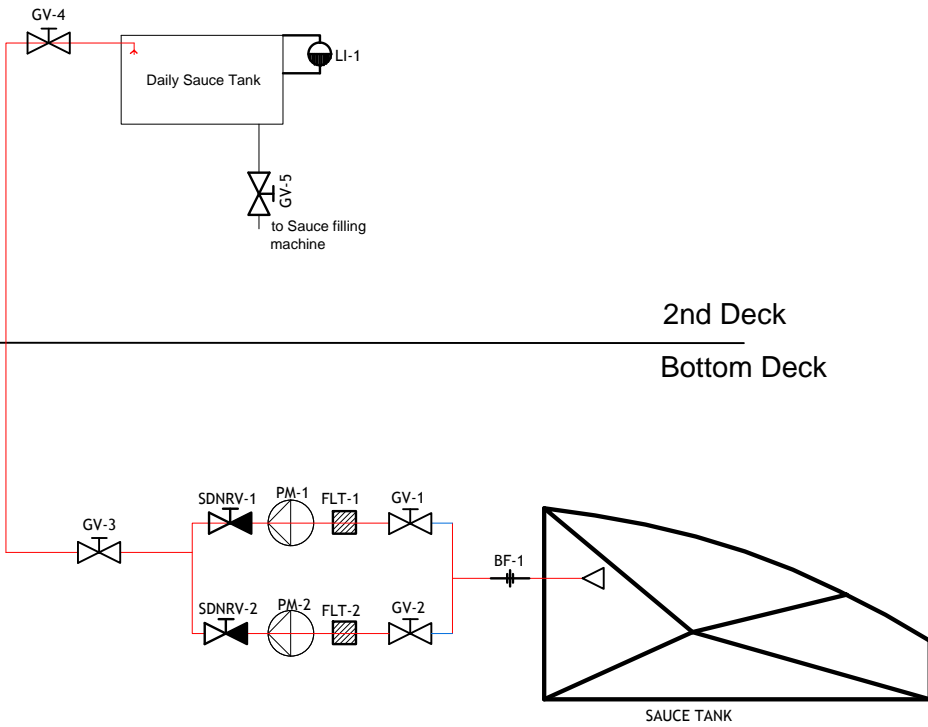 GV-4
LI-1
Daily Sauce Tank
GV-5
to Sauce filling
machine
2nd Deck
Bottom Deck
SDNRV-1
PM-1
FLT-1
GV-1
GV-3
BF-1
SDNRV-2
PM-2
FLT-2
GV-2
SAUCE TANK